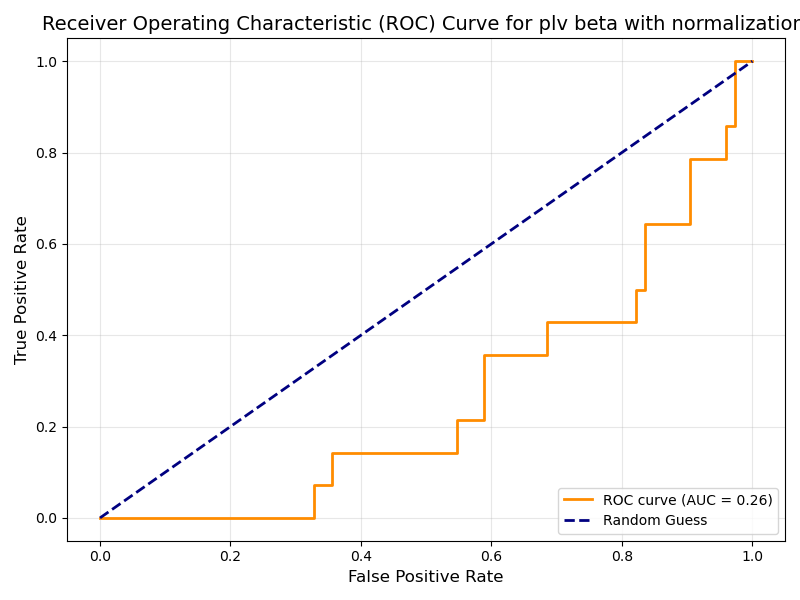 Receiver Operating Characteristic (ROC) Curve for plv beta with normalization
True Positive Rate
1.0
0.8
0.6
0.4
0.2
0.0
ROC curve (AUC = 0.26)
Random Guess
0.0 0.2 0.4 0.6 0.8 1.0
False Positive Rate